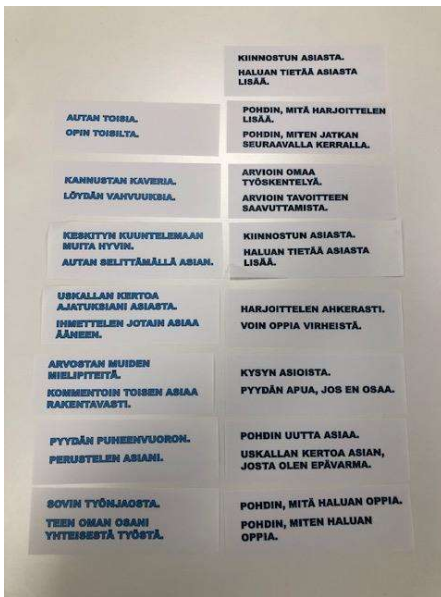 KIINNOSTUN ASIASTA.
HALUAN TIETÄÄ ASIASTA
LISÄÄ.
AUTAN TOISIA.
OPIN TOISILTA.
POHDIN, MITÄ HARJOITTELEN
LISÄÄ.
POHDIN, MITEN JATKAN
SEURAAVALLA KERRALLA.
KANNUSTAN KAVERIA.
LÖYDÄN VAHVUUKSIA.
ARVIOIN OMAA
TYÖSKENTELYÄ.
ARVIOIN TAVOITTEEN
SAAVUTTAMISTA.
KESKITYN KUUNTELEMAAN
MUITA HYVIN.
AUTAN SELITTÄMÄLLÄ ASIAN.
KIINNOSTUN ASIASTA.
HALUAN TIETÄÄ ASIASTA
LISÄÄ.
USKALLAN KERTOA
AJATUKSIANI ASIASTA.
IHMETTELEN JOTAIN ASIAA
ÄÄNEEN.
HARJOITTELEN AHKERASTI.
VOIN OPPIA VIRHEISTÄ.
ARVOSTAN MUIDEN
MIELIPITEITÄ.
KOMMENTOIN TOISEN ASIAA
RAKENTAVASTI.
KYSYN ASIOISTA.
PYYDÄN APUA, JOS EN OSAA.
PYYDÄN PUHEENVUORON.
PERUSTELEN ASIANI.
POHDIN UUTTA ASIAA.
USKALLAN KERTOA ASIAN,
JOSTA OLEN EPÄVARMA.
SOVIN TYÖNJAOSTA.
TEEN OMAN OSANI
YHTEISESTÄ TYÖSTÄ.
POHDIN, MITÄ HALUAN OPPIA.
POHDIN, MITEN HALUAN
OPPIA.